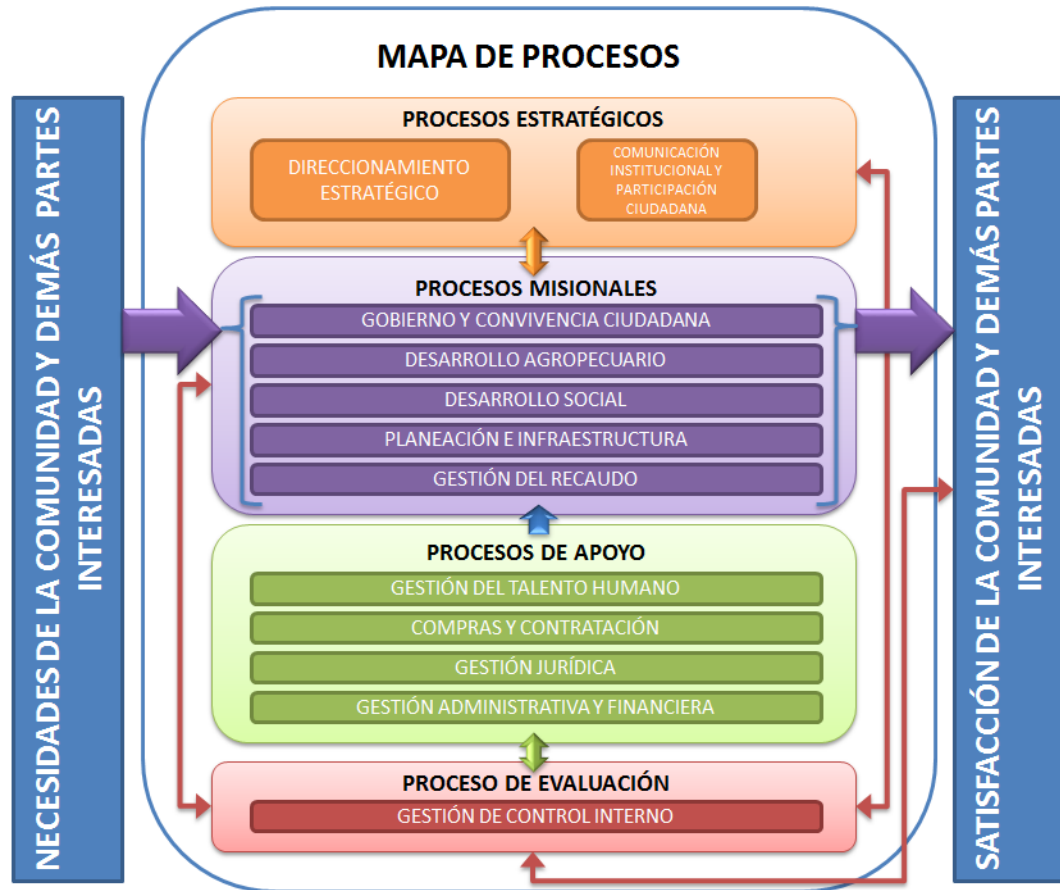 MAPA DE PROCESOS
NECESIDADES DE LA COMUNIDAD Y DEMÁS PARTES
INTERESADAS
PROCESOS ESTRATÉGICOS
DIRECCIONAMIENTO
ESTRATÉGICO
COMUNICACIÓN
INSTITUCIONAL Y
PARTICIPACIÓN
CIUDADANA
PROCESOS MISIONALES
GOBIERNO Y CONVIVENCIA CIUDADANA
DESARROLLO AGROPECUARIO
DESARROLLO SOCIAL
PLANEACIÓN E INFRAESTRUCTURA
GESTIÓN DEL RECAUDO
PROCESOS DE APOYO
GESTIÓN DEL TALENTO HUMANO
COMPRAS Y CONTRATACIÓN
GESTIÓN JURÍDICA
GESTIÓN ADMINISTRATIVA Y FINANCIERA
PROCESO DE EVALUACIÓN
GESTIÓN DE CONTROL INTERNO
SATISFACCIÓN DE LA COMUNIDAD Y DEMÁS PARTES
INTERESADAS